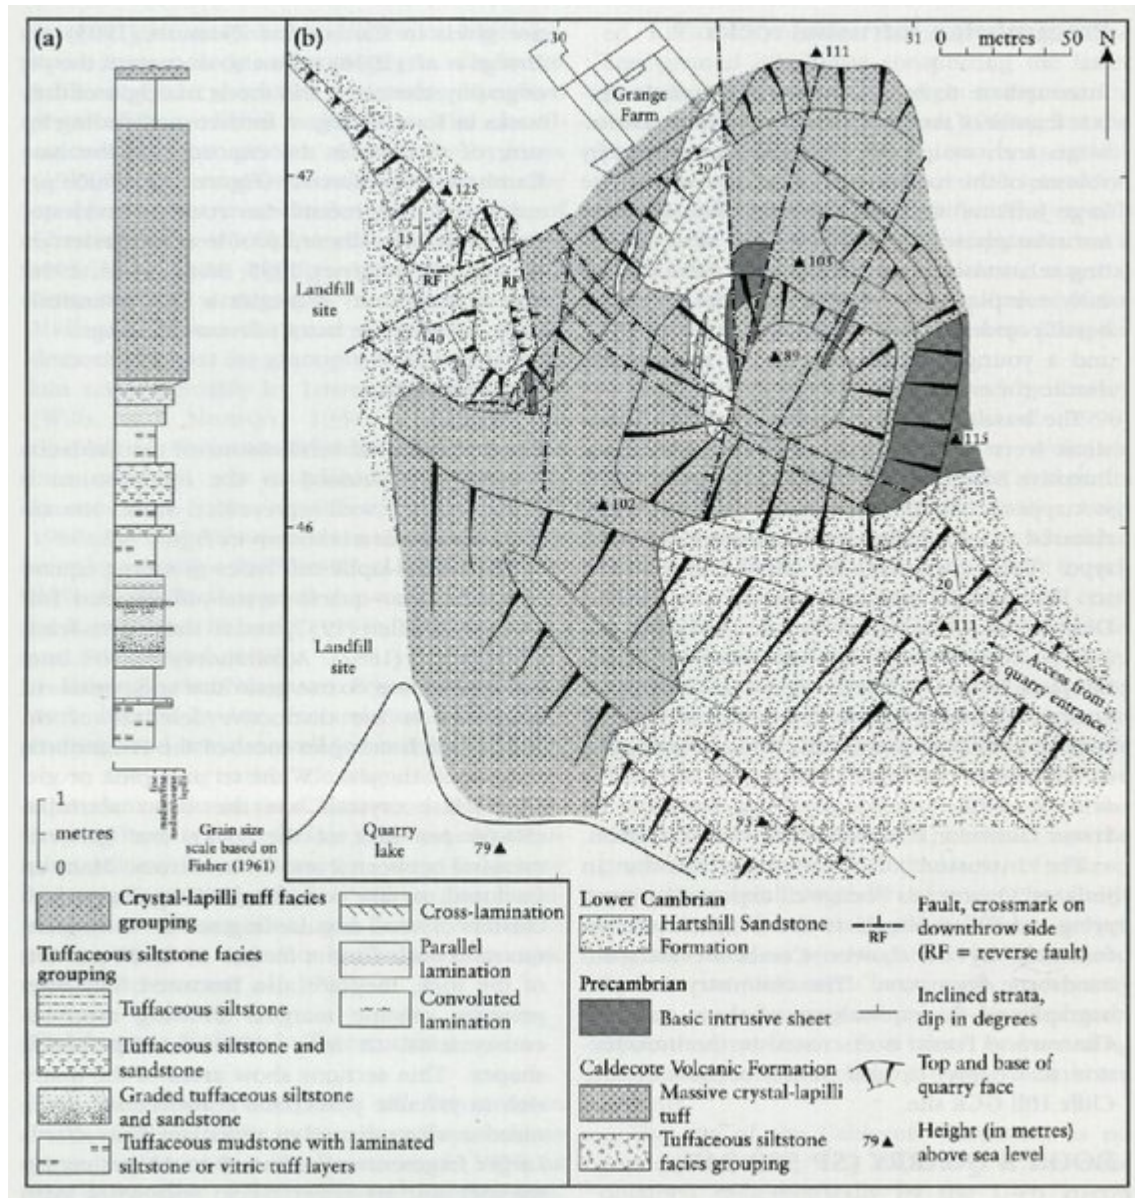 (a)
(b)
30
31
0 metres 50
N
111
Grange
Farm
20
47
125
15
103
Landfill
site
RF
RF
40
89
115
102
46
20
111
Landfill
site
Access from
quarry
entrance
1
metres
0
Grain size
scale based on
Fisher (1961)
Quarry
lake
79
Crystal-lapilli tuff facies
grouping
Tuffaceous siltstone facies
grouping
Tuffaceous siltstone
Tuffaceous siltstone and
sandstone
Graded tuffaceous siltstone
and sandstone
Tuffaceous mudstone with laminated
siltstone or vitric tuff layers
Cross-lamination
Parallel
lamination
Convoluted
lamination
Lower Cambrian
Hartshill Sandstone
Formation
Precambrian
Basic intrusive sheet
Caldecote Volcanic Formation
Massive crystal-lapilli
tuff
Tuffaceous siltstone
facies grouping
RF
Fault, crossmark on
downthrow side
(RF = reverse fault)
Inclined strata,
dip in degrees
Top and base of
quarry face
79
Height (in metres)
above sea level